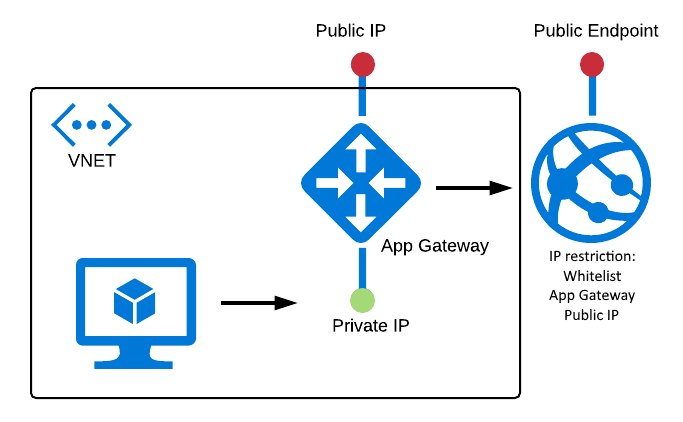 Public IP
Public Endpoint
VNET
App Gateway
Private IP
IP restriction:
Whitelist
App Gateway
Public IP